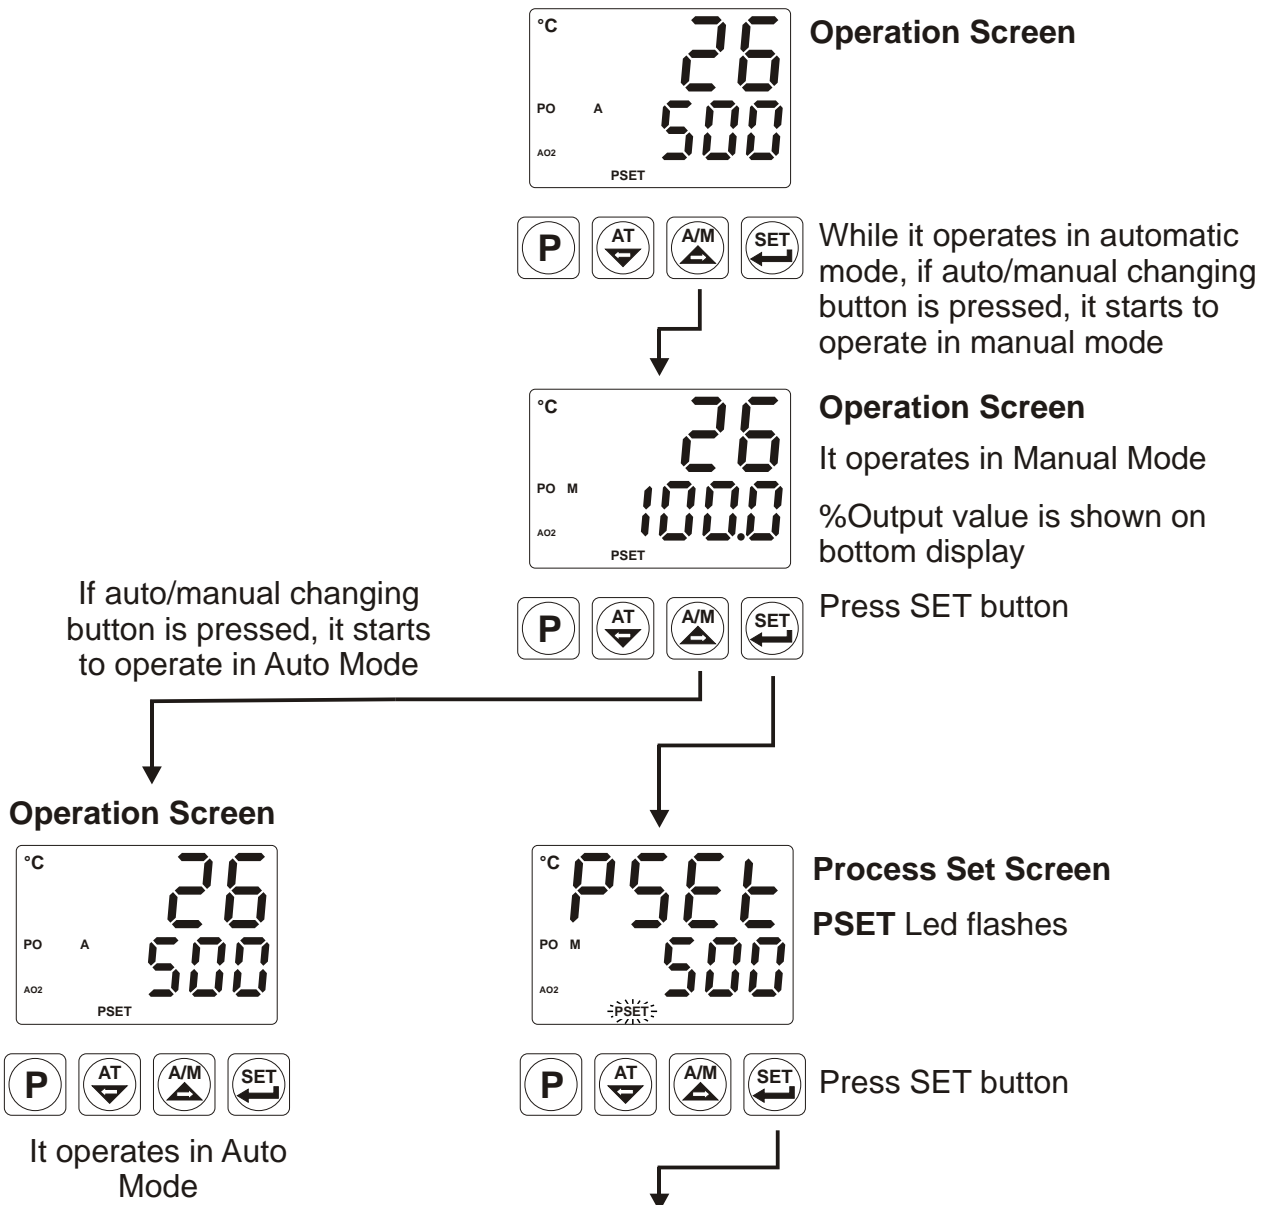 °C 26
PO A 500
AO2
PSET
Operation Screen
P AT A/M SET
While it operates in automatic
mode, if auto/manual changing
button is pressed, it starts to
operate in manual mode
°C 26
PO M 100.0
AO2
PSET
Operation Screen
It operates in Manual Mode
%Output value is shown on
bottom display
P AT A/M SET
Press SET button
If auto/manual changing
button is pressed, it starts
to operate in Auto Mode
Operation Screen
°C 26
PO A 500
AO2
PSET
P AT A/M SET
It operates in Auto
Mode
°C PSEt
PO M 500
AO2
PSET
Process Set Screen
PSET Led flashes
P AT A/M SET
Press SET button